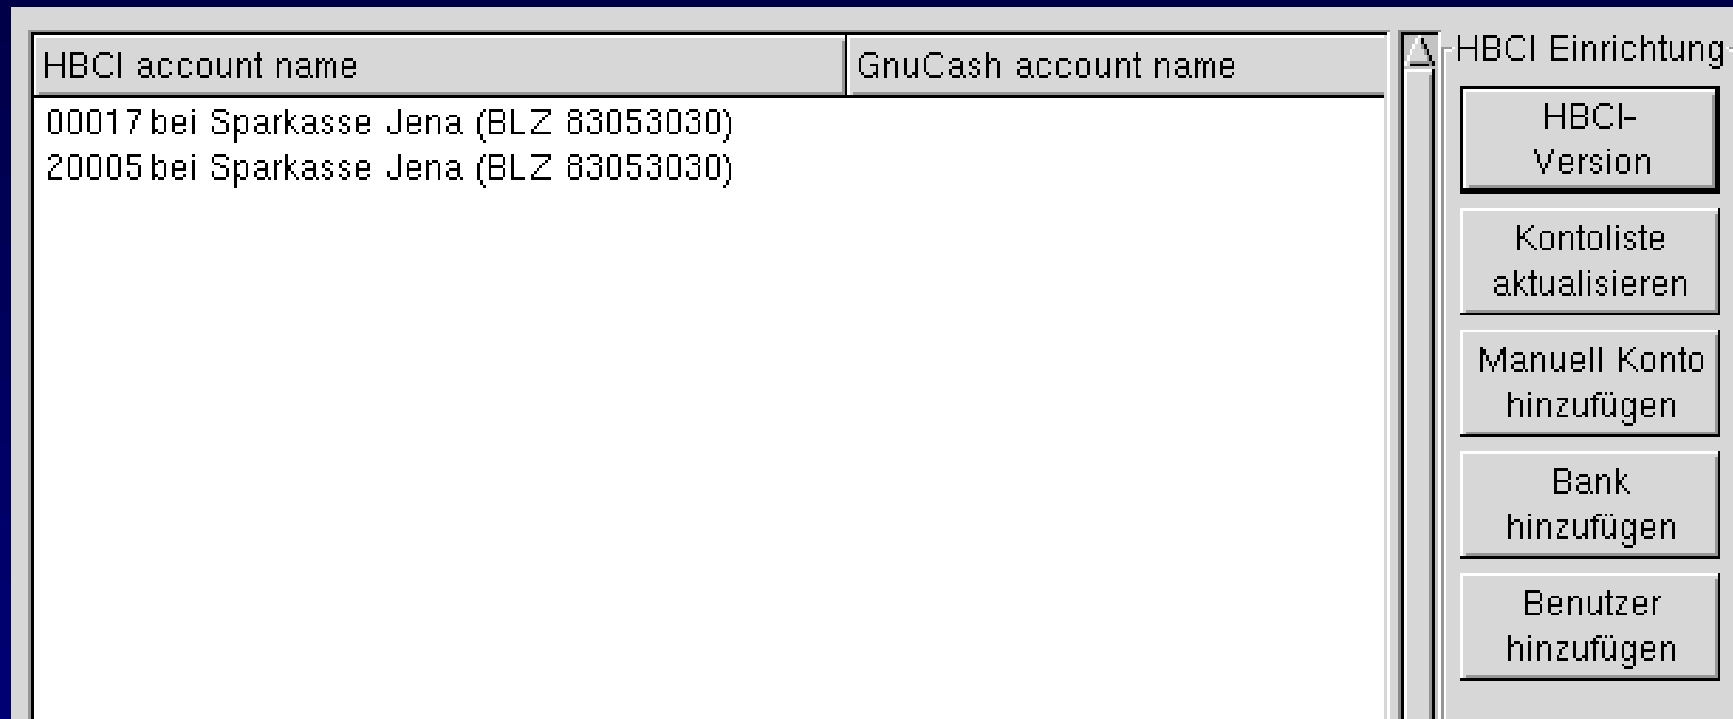 HBCI account name
GnuCash account name
00017 bei Sparkasse Jena (BLZ 83053030)
20005 bei Sparkasse Jena (BLZ 83053030)
HBCI Einrichtung
HBCI-
Version
Kontoliste
aktualisieren
Manuell Konto
hinzufügen
Bank
hinzufügen
Benutzer
hinzufügen